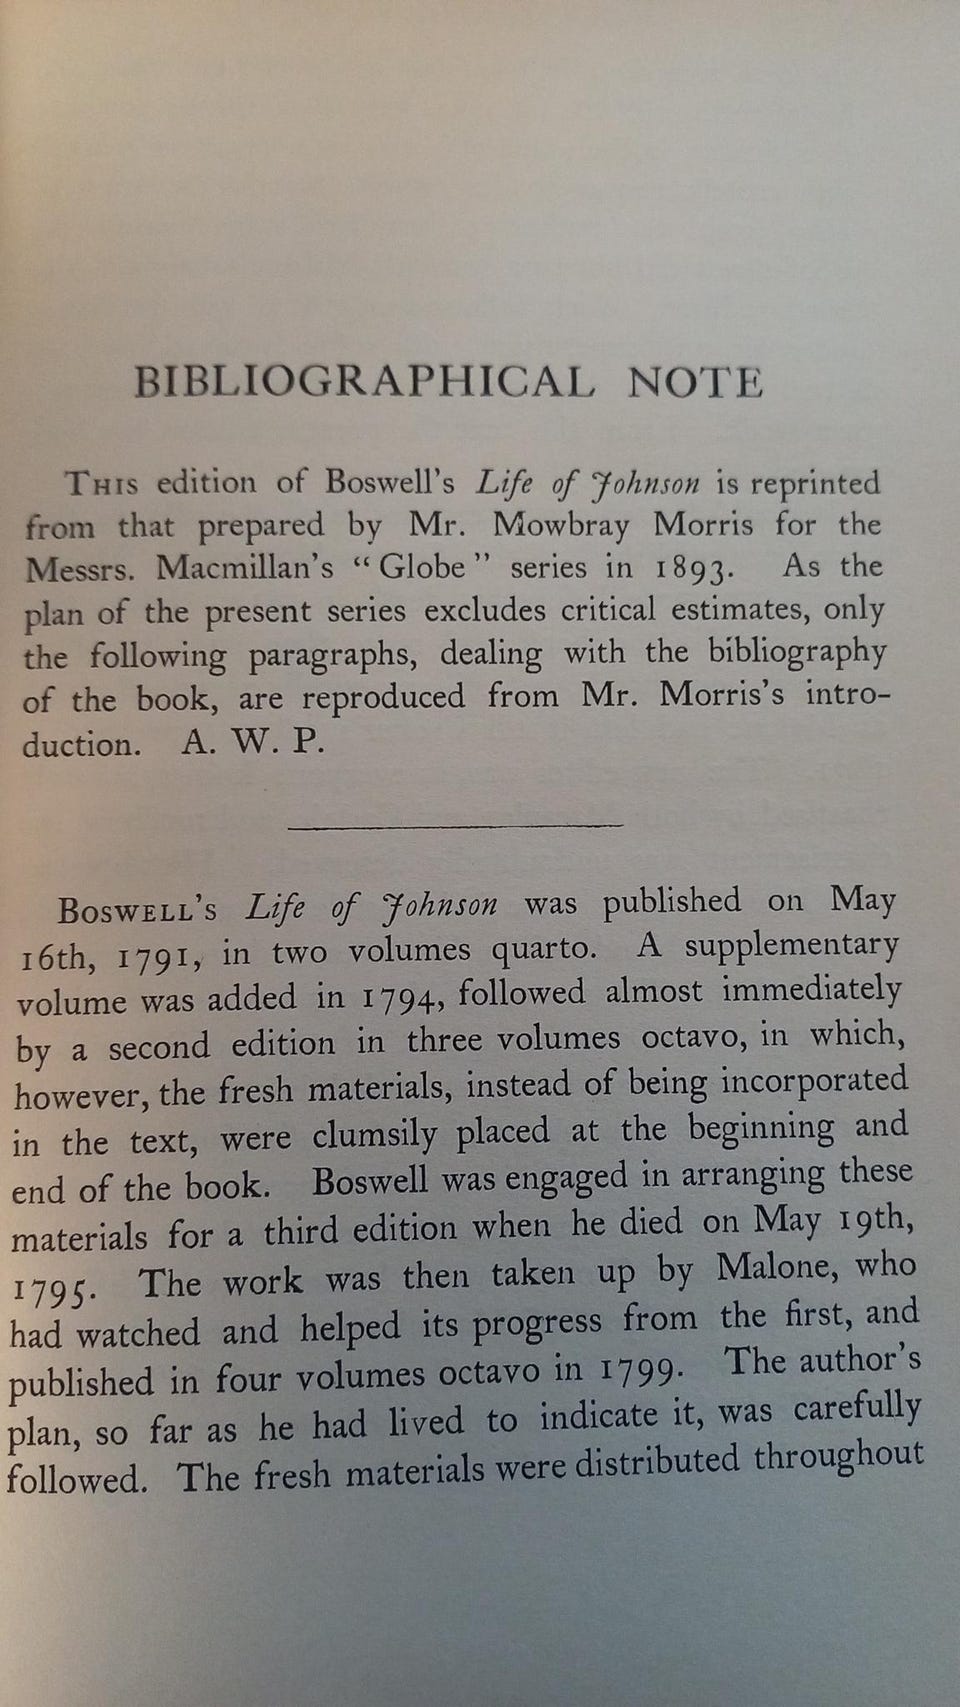 BIBLIOGRAPHICAL NOTE
THIS edition of Boswell's Life of Johnson is reprinted
from that prepared by Mr. Mowbray Morris for the
Messrs. Macmillan's “Globe” series in 1893. As the
plan of the present series excludes critical estimates, only
the following paragraphs, dealing with the bibliography
of the book, are reproduced from Mr. Morris's intro-
duction. A. W. P.
BOSWELL'S Life of Johnson was published on May
16th, 1791, in two volumes quarto. A supplementary
volume was added in 1794, followed almost immediately
by a second edition in three volumes octavo, in which,
however, the fresh materials, instead of being incorporated
in the text, were clumsily placed at the beginning and
end of the book. Boswell was engaged in arranging these
materials for a third edition when he died on May 19th,
1795. The work was then taken up by Malone, who
had watched and helped its progress from the first, and
published in four volumes octavo in 1799. The author's
plan, so far as he had lived to indicate it, was carefully
followed. The fresh materials were distributed throughout